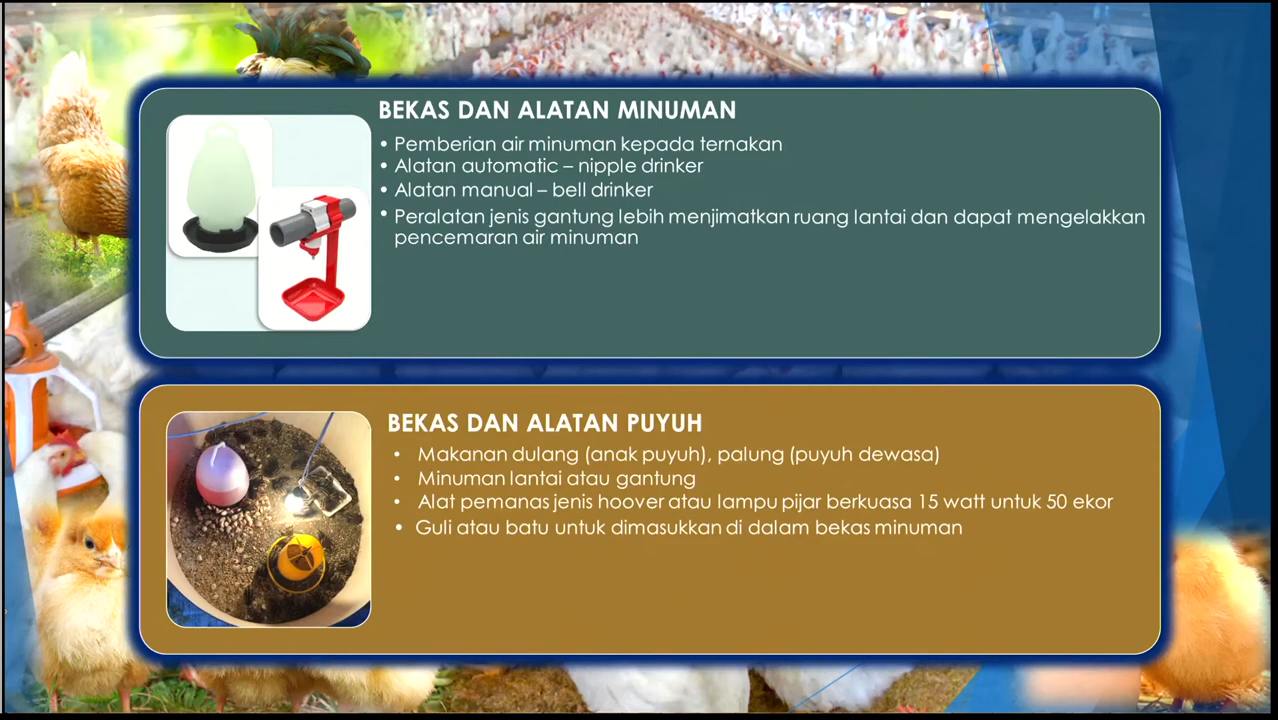 BEKAS DAN ALATAN MINUMAN
• Pemberian air minuman kepada ternakan
• Alatan automatic – nipple drinker
• Alatan manual – bell drinker
• Peralatan jenis gantung lebih menjimatkan ruang lantai dan dapat mengelakkan
pencemaran air minuman
BEKAS DAN ALATAN PUYUH
• Makanan dulang (anak puyuh), palung (puyuh dewasa)
• Minuman lantai atau gantung
• Alat pemanas jenis hoover atau lampu pijar berkuasa 15 watt untuk 50 ekor
• Guli atau batu untuk dimasukkan di dalam bekas minuman